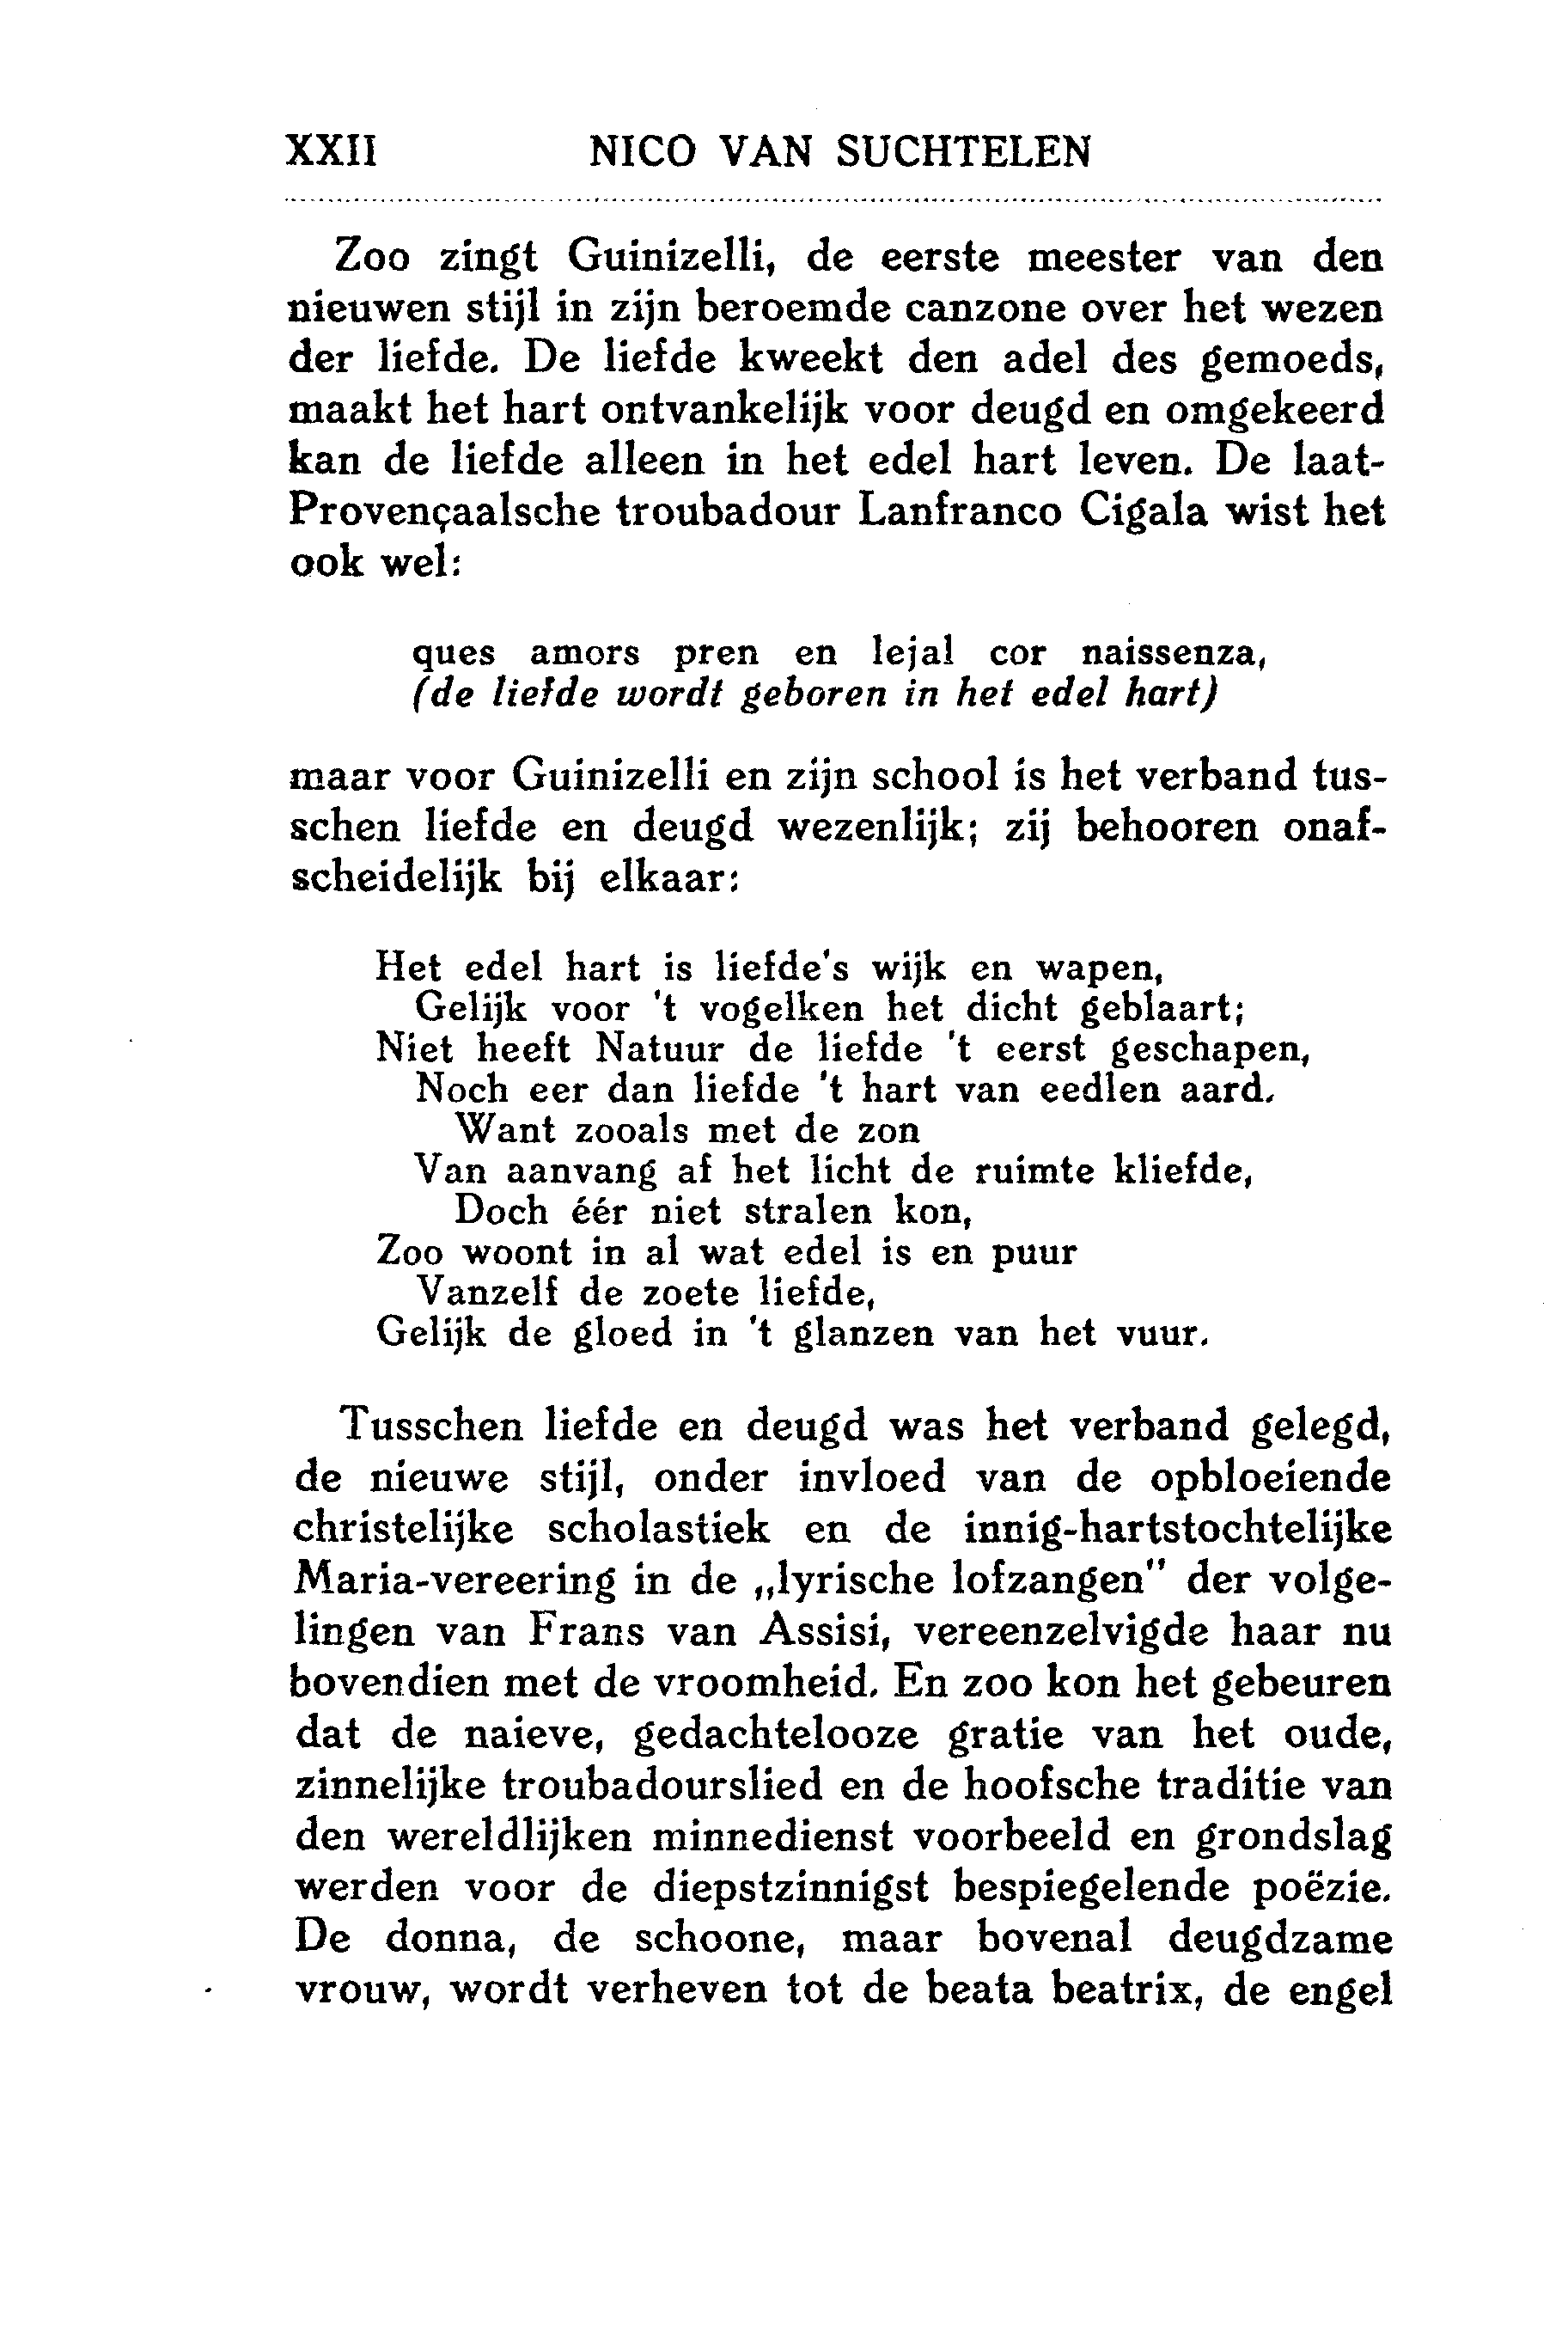 XXII NICO VAN SUCHTELEN
Zoo zingt Guinizelli, de eerste meester van den
nieuwen stijl in zijn beroemde canzone over het wezen
der liefde. De liefde kweekt den adel des gemoeds,
maakt het hart ontvankelijk voor deugd en omgekeerd
kan de liefde alleen in het edel hart leven. De laat-
Provençaalsche troubadour Lanfranco Cigala wist het
ook wel:
ques amors pren en lejal cor naissenza,
(de liefde wordt geboren in het edel hart)
maar voor Guinizelli en zijn school is het verband tus-
schen liefde en deugd wezenlijk; zij behooren onaf-
scheidelijk bij elkaar:
Het edel hart is liefde's wijk en wapen,
Gelijk voor 't vogelken het dicht geblaart;
Niet heeft Natuur de liefde 't eerst geschapen,
Noch eer dan liefde 't hart van eedlen aard.
Want zooals met de zon
Van aanvang af het licht de ruimte kliefde,
Doch éér niet stralen kon,
Zoo woont in al wat edel is en puur
Vanzelf de zoete liefde,
Gelijk de gloed in 't glanzen van het vuur.
Tusschen liefde en deugd was het verband gelegd,
de nieuwe stijl, onder invloed van de opbloeiende
christelijke scholastiek en de innig-hartstochtelijke
Maria-vereering in de „lyrische lofzangen" der volge-
lingen van Frans van Assisi, vereenzelvigde haar nu
bovendien met de vroomheid. En zoo kon het gebeuren
dat de naieve, gedachtelooze gratie van het oude,
zinnelijke troubadourslied en de hoofsche traditie van
den wereldlijken minnedienst voorbeeld en grondslag
werden voor de diepstzinnigst bespiegelende poëzie.
De donna, de schoone, maar bovenal deugdzame
vrouw, wordt verheven tot de beata beatrix, de engel